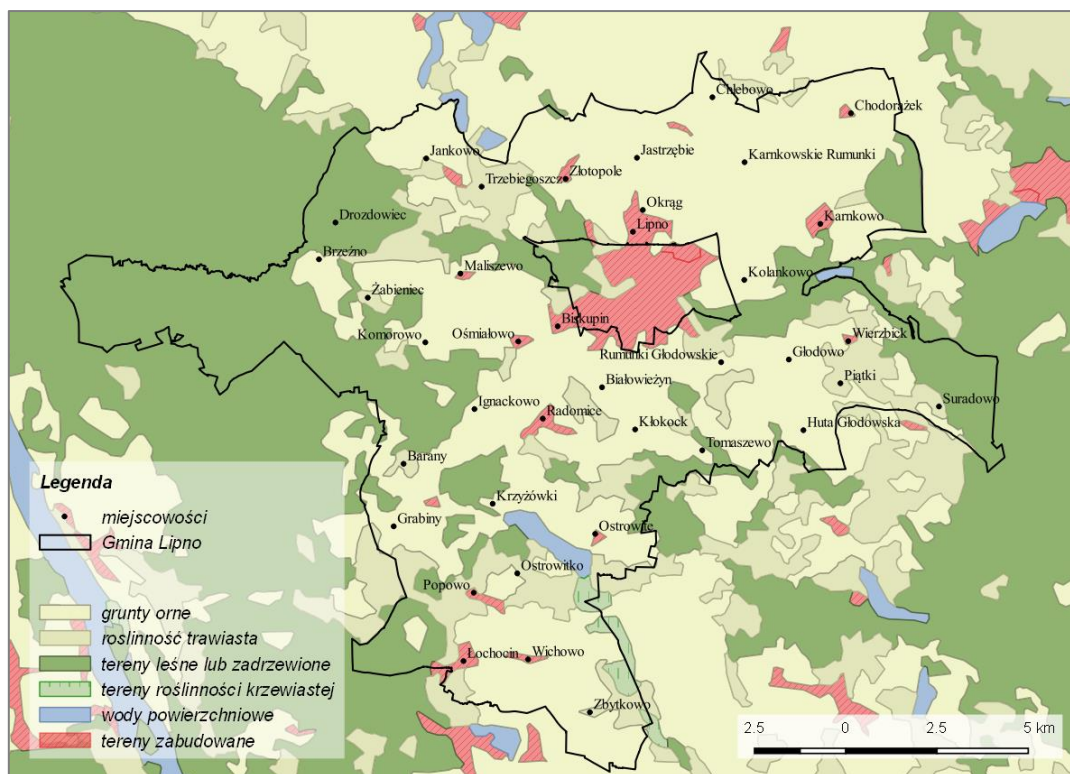 Chlebowo
Chodorążek
Jankowo
Jastrzębie
Karnkowskie Rumunki
Złotopole
Trzebiegoszcz
Okrąg
Drozdowiec
Lipno
Karnkowo
Brzeźno
Maliszewo
Kolankowo
Żabieniec
Biskupin
Komorowo
Ośmiałowo
Wierzbick
Rumunki Głodowskie
Głodowo
Białowieżyn
Piątki
Ignackowo
Suradowo
Radomice
Kłokock
Huta Głodowska
Tomaszewo
Barany
Legenda
miejscowości
Gmina Lipno
grunty orne
roślinność trawiasta
tereny leśne lub zadrzewione
tereny roślinności krzewiastej
wody powierzchniowe
tereny zabudowane
Krzyżówki
Grabiny
Ostrowite
Ostrowitko
Popowo
Łochocin
Wichowo
Zbytkowo
2.5 0 2.5 5 km